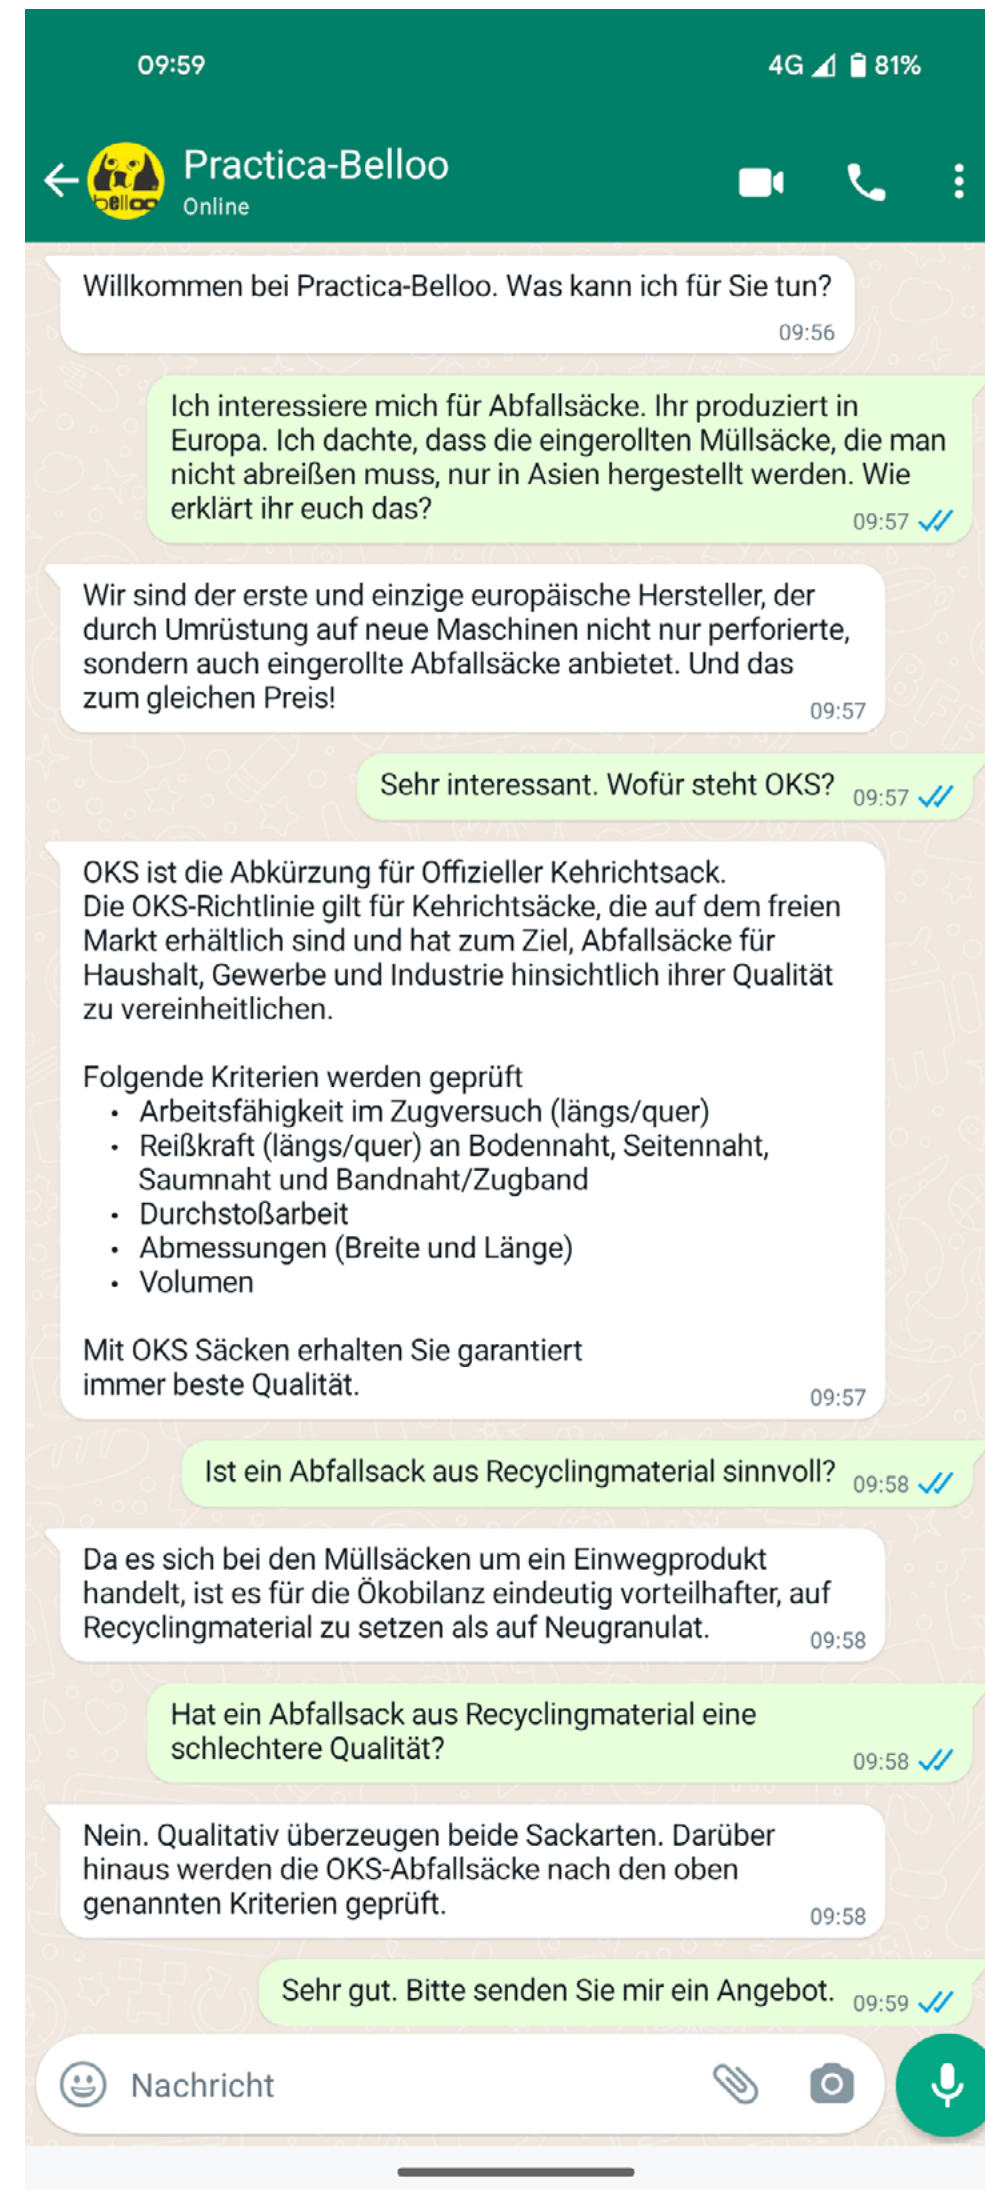 09:59
4G 81%
Practica-Belloo
belloo
Online
Willkommen bei Practica-Belloo. Was kann ich für Sie tun?
09:56
Ich interessiere mich für Abfallsäcke. Ihr produziert in
Europa. Ich dachte, dass die eingerollten Müllsäcke, die man
nicht abreißen muss, nur in Asien hergestellt werden. Wie
erklärt ihr euch das?
09:57
Wir sind der erste und einzige europäische Hersteller, der
durch Umrüstung auf neue Maschinen nicht nur perforierte,
sondern auch eingerollte Abfallsäcke anbietet. Und das
zum gleichen Preis!
09:57
Sehr interessant. Wofür steht OKS?
09:57
OKS ist die Abkürzung für Offizieller Kehrichtsack.
Die OKS-Richtlinie gilt für Kehrichtsäcke, die auf dem freien
Markt erhältlich sind und hat zum Ziel, Abfallsäcke für
Haushalt, Gewerbe und Industrie hinsichtlich ihrer Qualität
zu vereinheitlichen.
Folgende Kriterien werden geprüft
• Arbeitsfähigkeit im Zugversuch (längs/quer)
• Reißkraft (längs/quer) an Bodennaht, Seitennaht,
Saumnaht und Bandnaht/Zugband
• Durchstoßarbeit
• Abmessungen (Breite und Länge)
• Volumen
Mit OKS Säcken erhalten Sie garantiert
immer beste Qualität.
09:57
Ist ein Abfallsack aus Recyclingmaterial sinnvoll?
09:58
Da es sich bei den Müllsäcken um ein Einwegprodukt
handelt, ist es für die Ökobilanz eindeutig vorteilhafter, auf
Recyclingmaterial zu setzen als auf Neugranulat.
09:58
Hat ein Abfallsack aus Recyclingmaterial eine
schlechtere Qualität?
09:58
Nein. Qualitativ überzeugen beide Sackarten. Darüber
hinaus werden die OKS-Abfallsäcke nach den oben
genannten Kriterien geprüft.
09:58
Sehr gut. Bitte senden Sie mir ein Angebot.
09:59
Nachricht